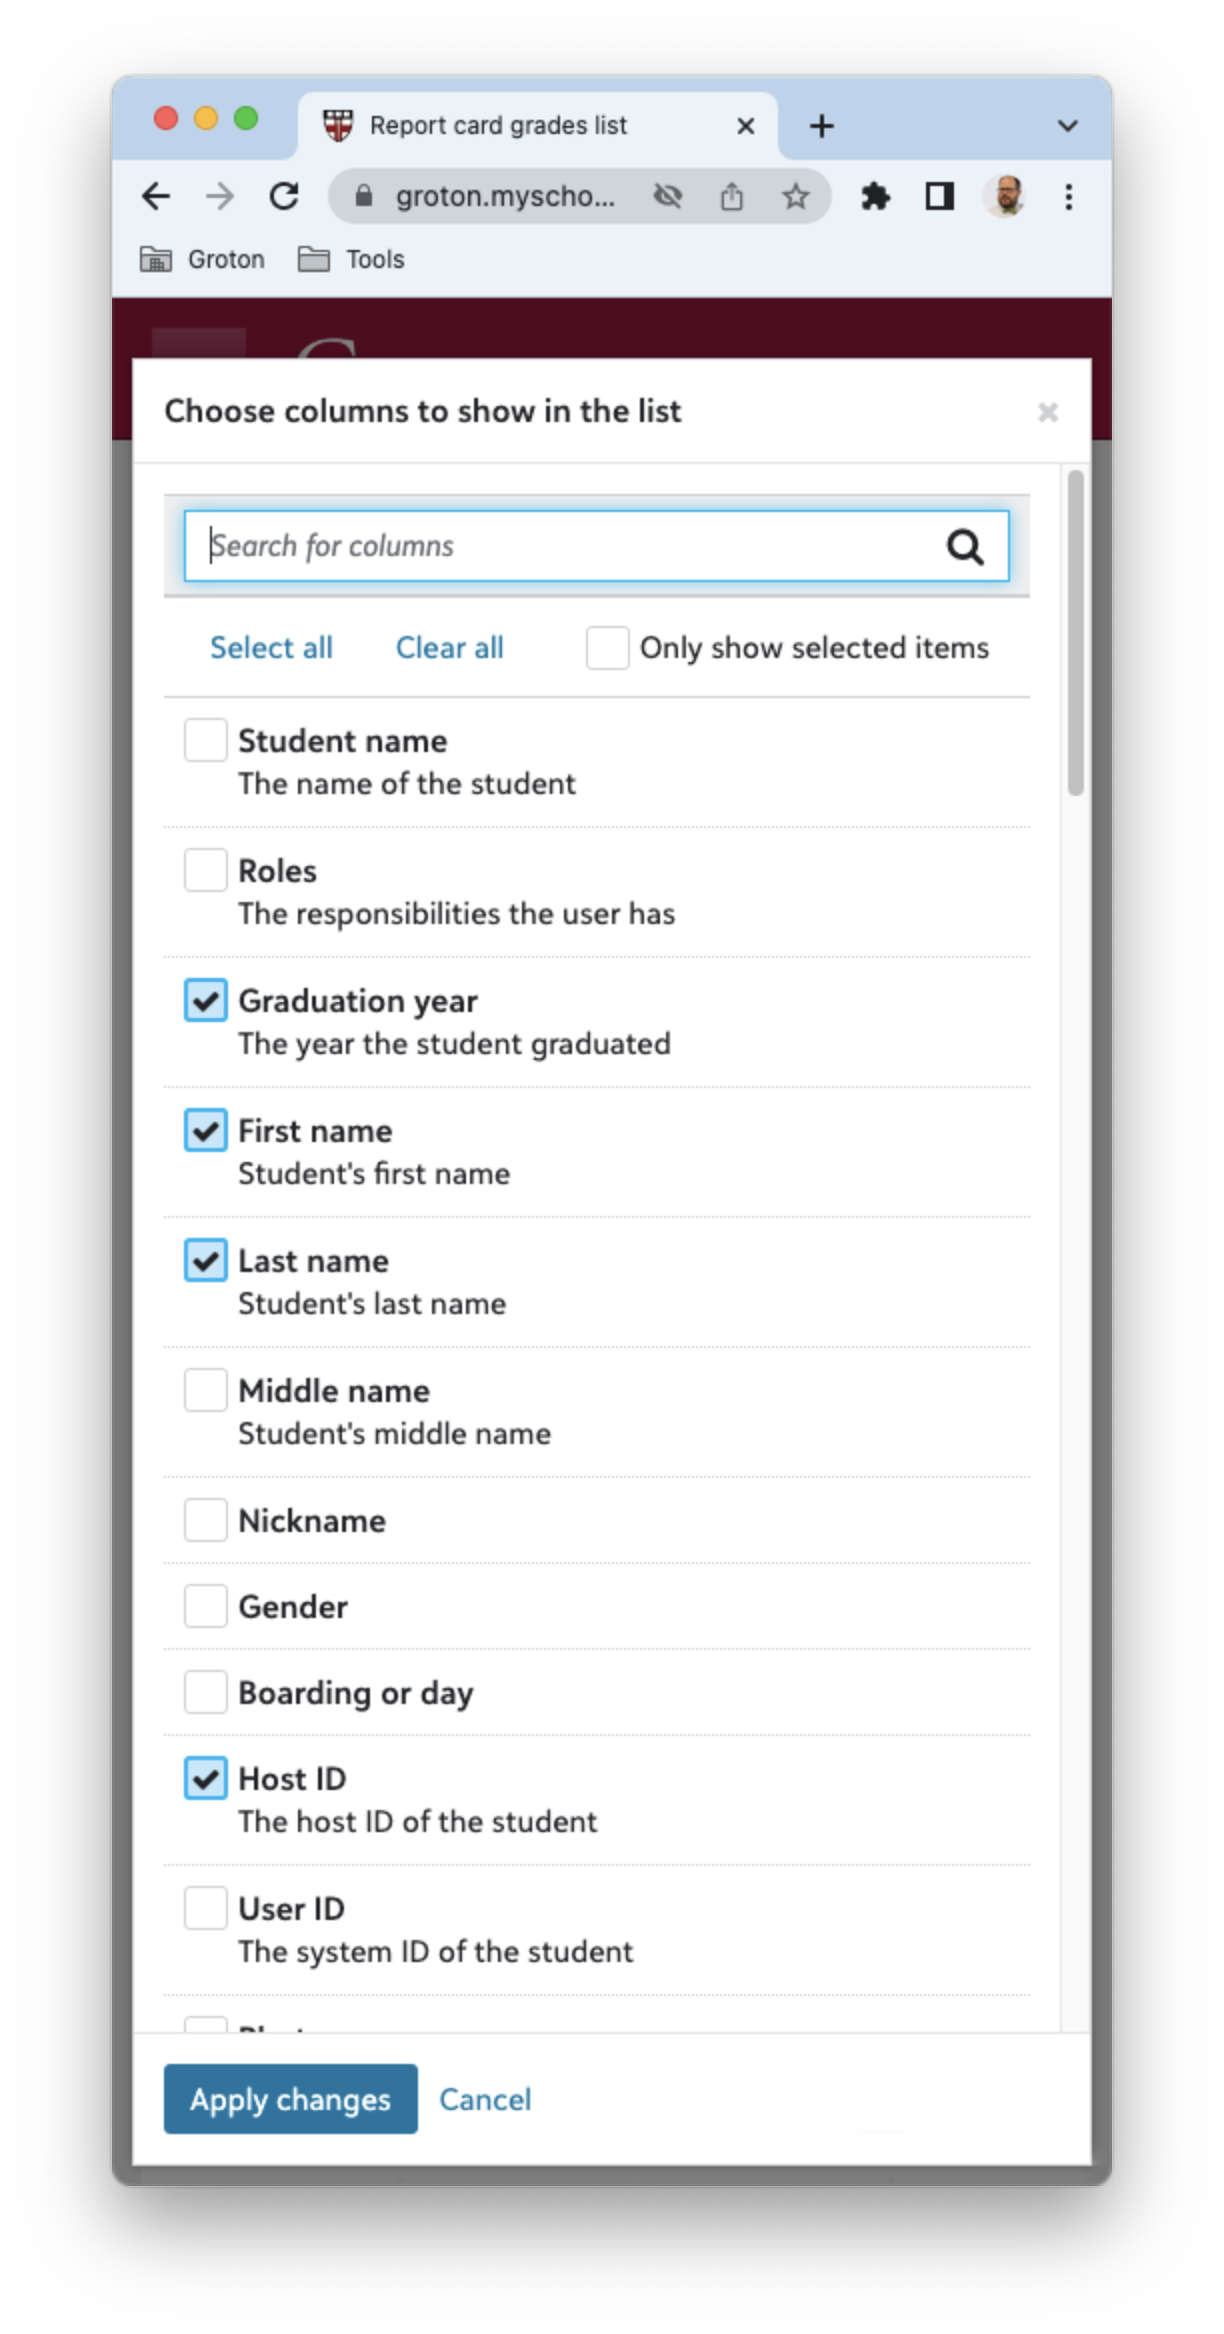 Report card grades list
groton.myscho...
Groton Tools
Choose columns to show in the list
Search for columns
Select all Clear all Only show selected items
Student name
The name of the student
Roles
The responsibilities the user has
Graduation year
The year the student graduated
First name
Student's first name
Last name
Student's last name
Middle name
Student's middle name
Nickname
Gender
Boarding or day
Host ID
The host ID of the student
User ID
The system ID of the student
Apply changes Cancel